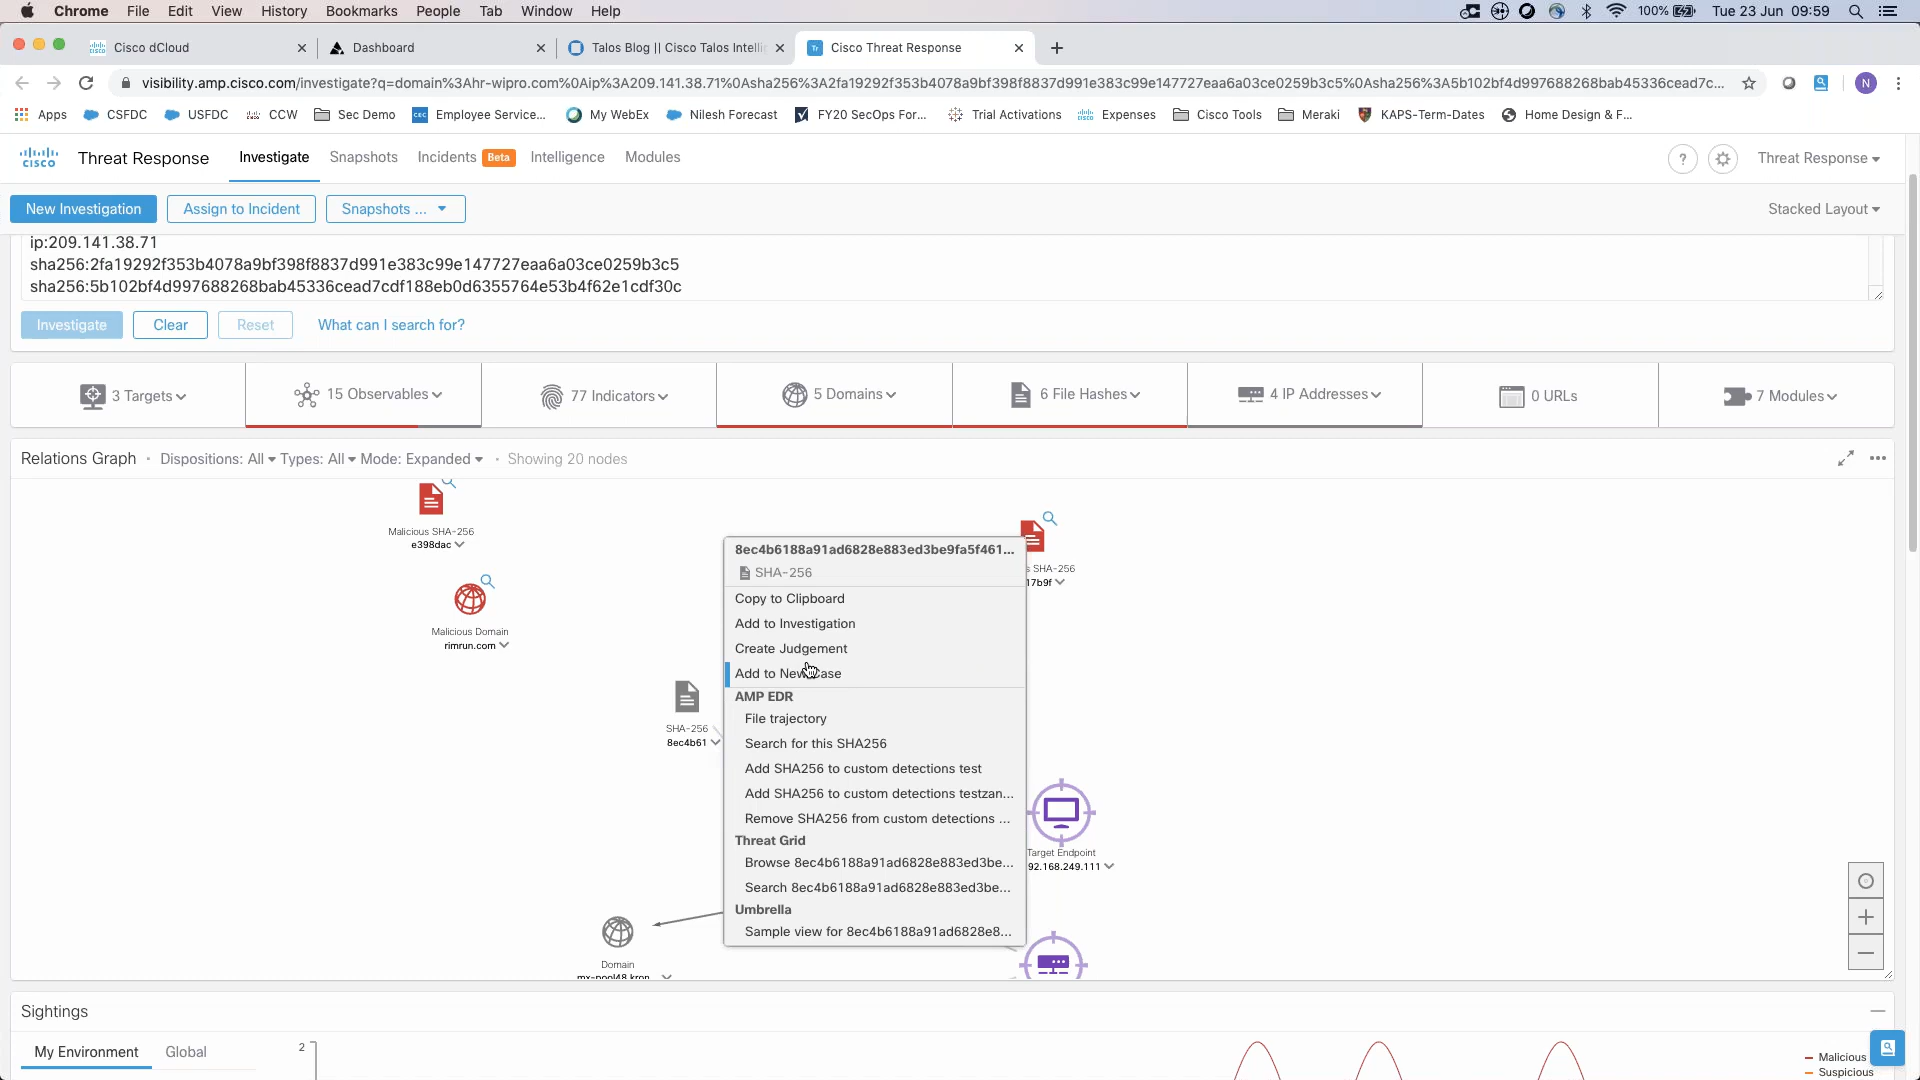 Chrome File Edit View History Bookmarks People Tab Window Help 100% Tue 23 Jun 09:59
Cisco dCloud Dashboard Talos Blog || Cisco Talos Intelli Cisco Threat Response
visibility.amp.cisco.com/investigate?q=domain%3Ahr-wipro.com%0Aip%3A209.141.38.71%0Asha256%3A2fa19292f353b4078a9bf398f8837d991e383c99e147727eaa6a03ce0259b3c5%0Asha256%3A5b102bf4d997688268bab45336cead7c...
Apps CSFDC USFDC CCW Sec Demo Employee Service... My WebEx Nilesh Forecast FY20 SecOps For... Trial Activations Expenses Cisco Tools Meraki KAPS-Term-Dates Home Design & F...
CISCO Threat Response Investigate Snapshots Incidents Beta Intelligence Modules ? Threat Response
New Investigation Assign to Incident Snapshots ... Stacked Layout
ip:209.141.38.71
sha256:2fa19292f353b4078a9bf398f8837d991e383c99e147727eaa6a03ce0259b3c5
sha256:5b102bf4d997688268bab45336cead7cdf188eb0d6355764e53b4f62e1cdf30c
Investigate Clear Reset What can I search for?
3 Targets 15 Observables 77 Indicators 5 Domains 6 File Hashes 4 IP Addresses 0 URLs 7 Modules
Relations Graph · Dispositions: All Types: All Mode: Expanded · Showing 20 nodes
Malicious SHA-256
e398dac
Malicious Domain
rimrun.com
s SHA-256
17b9f
SHA-256
8ec4b61
8ec4b6188a91ad6828e883ed3be9fa5f461...
SHA-256
Copy to Clipboard
Add to Investigation
Create Judgement
Add to New Case
AMP EDR
File trajectory
Search for this SHA256
Add SHA256 to custom detections test
Add SHA256 to custom detections testzan...
Remove SHA256 from custom detections ...
Threat Grid
Browse 8ec4b6188a91ad6828e883ed3be...
Search 8ec4b6188a91ad6828e883ed3be...
Umbrella
Sample view for 8ec4b6188a91ad6828e8...
Target Endpoint
92.168.249.111
Domain
mx-pool48.kron
Sightings
My Environment Global 2
Malicious
Suspicious